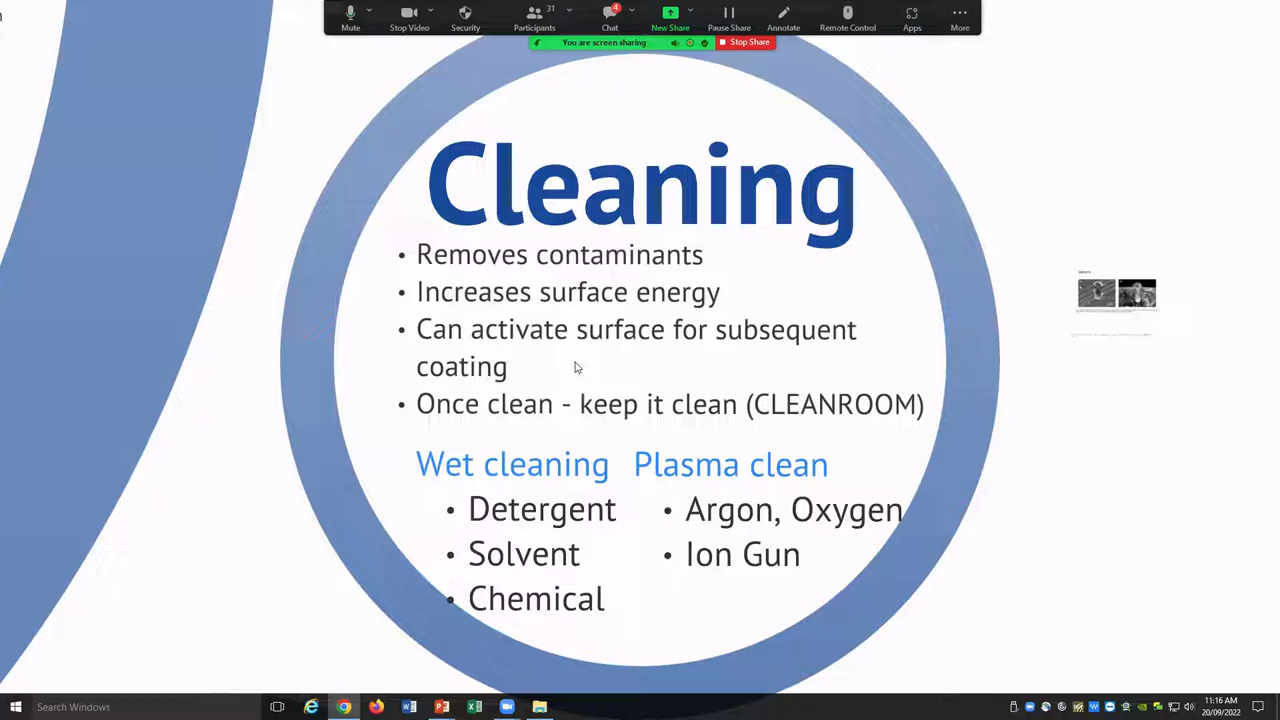 31
4
Mute
Stop Video
Security
Participants
Chat
New Share
Pause Share
Annotate
Remote Control
Apps
More
You are screen sharing
Stop Share
Cleaning
• Removes contaminants
• Increases surface energy
• Can activate surface for subsequent
coating
• Once clean - keep it clean (CLEANROOM)
Wet cleaning
• Detergent
• Solvent
• Chemical
Plasma clean
• Argon, Oxygen
• Ion Gun
Search Windows
11:16 AM
20/09/2022